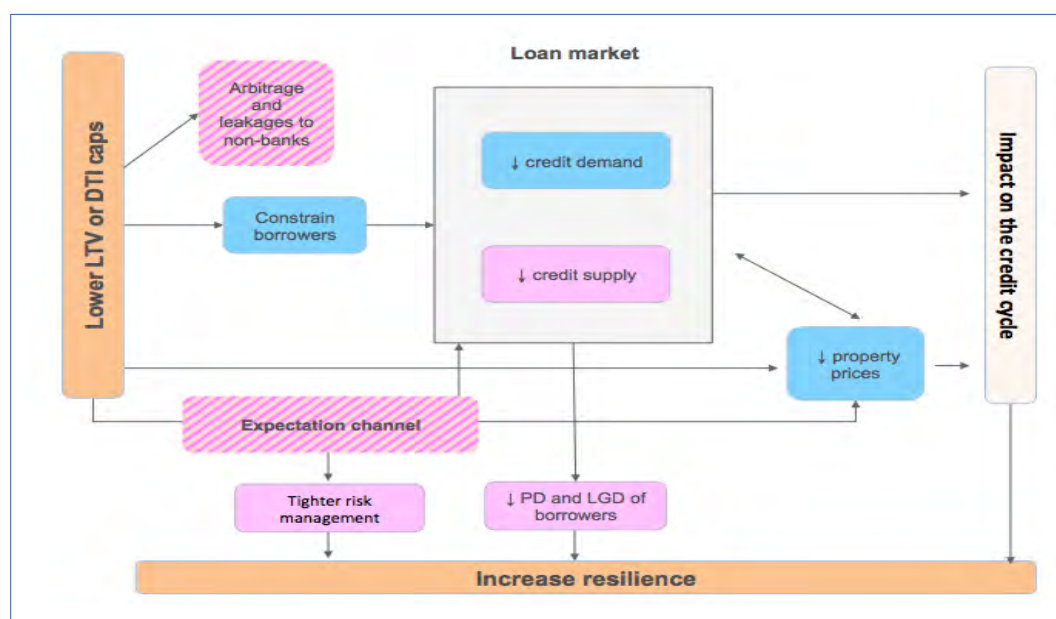 Loan market
Lower LTV or DTI caps
Arbitrage
and
leakages to
non-banks
↓ credit demand
Constrain
borrowers
↓ credit supply
Impact on the credit cycle
↓ property
prices
Expectation channel
Tighter risk
management
↓ PD and LGD of
borrowers
Increase resilience